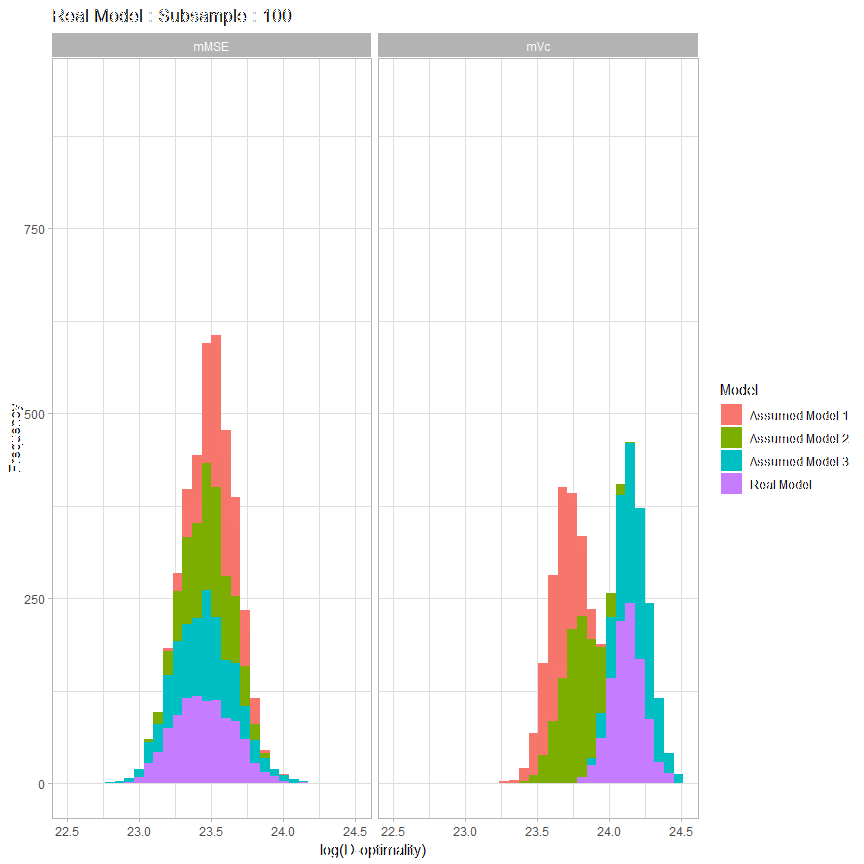 Real Model : Subsample : 100
mMSE
mVc
750
500
250
0
Frequency
22.5 23.0 23.5 24.0 24.5 22.5 23.0 23.5 24.0 24.5
log(D-optimality)
Model
Assumed Model 1
Assumed Model 2
Assumed Model 3
Real Model